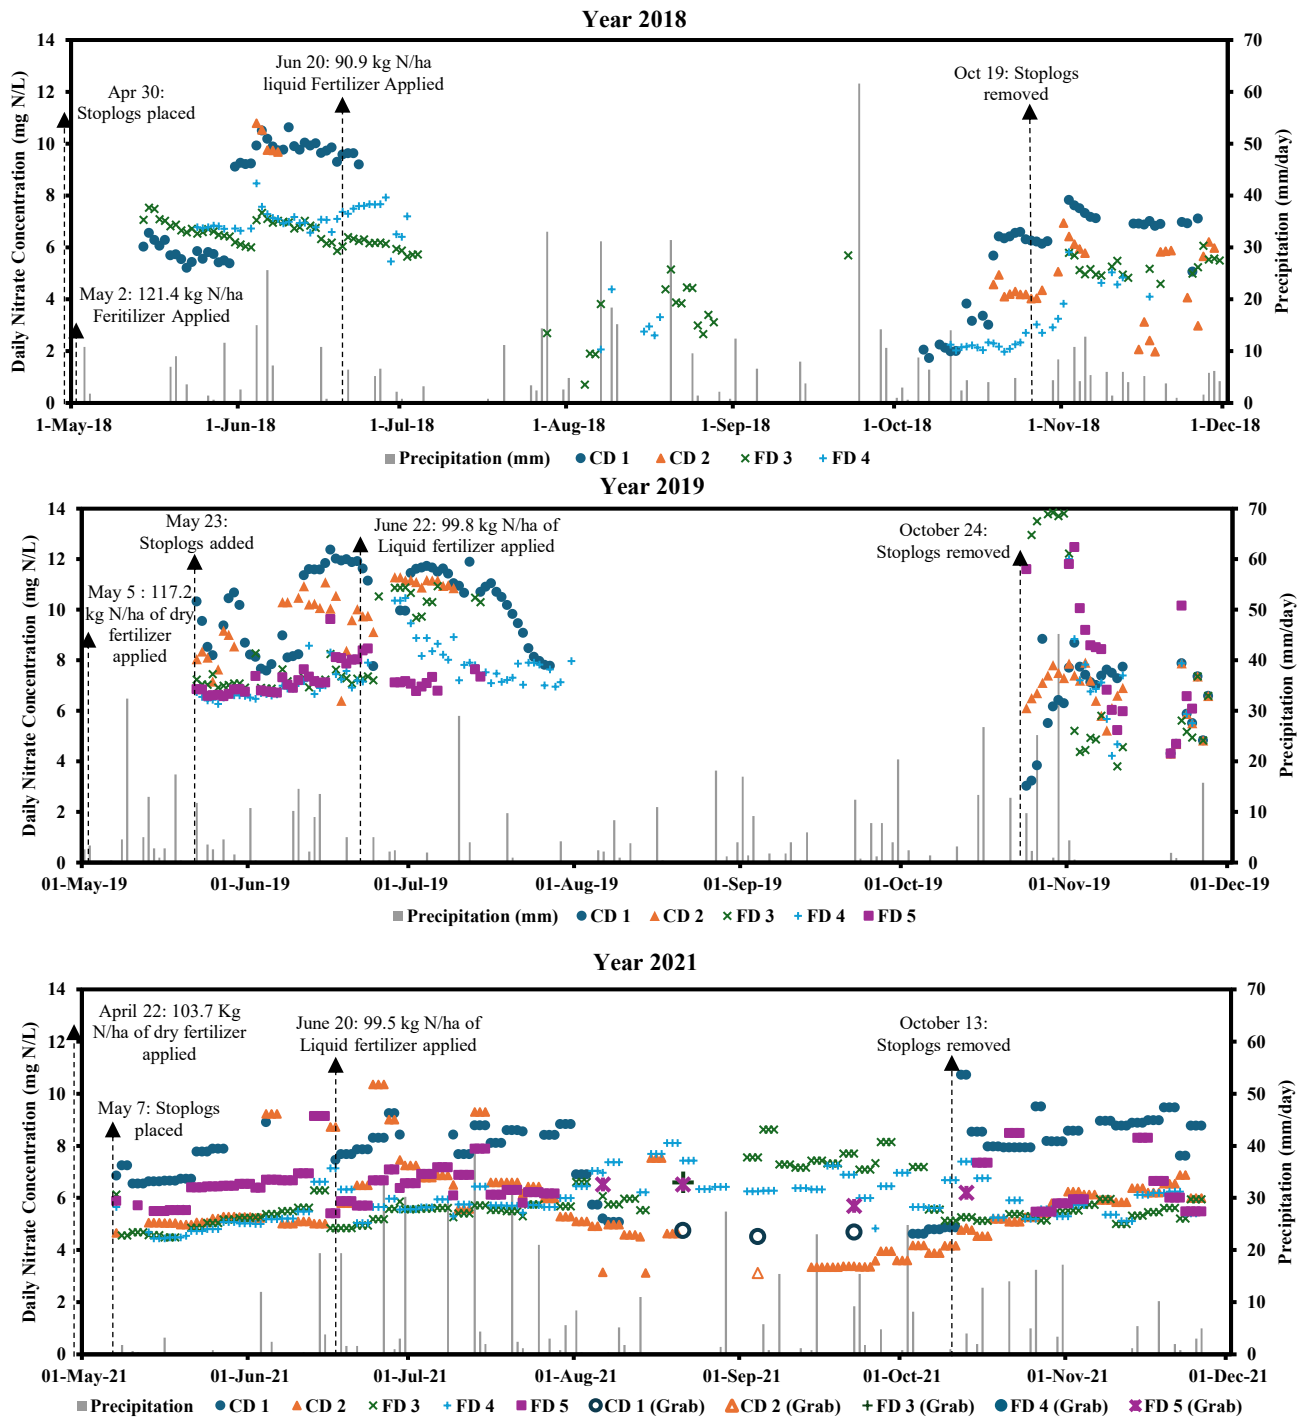 Year 2018
Daily Nitrate Concentration (mg N/L)
14
12
10
8
6
4
2
0
Apr 30:
Stoplogs placed
Jun 20: 90.9 kg N/ha
liquid Fertilizer Applied
Oct 19: Stoplogs
removed
May 2: 121.4 kg N/ha
Feritilizer Applied
70
60
50
40
30
20
10
0
Precipitation (mm/day)
1-May-18 1-Jun-18 1-Jul-18 1-Aug-18 1-Sep-18 1-Oct-18 1-Nov-18 1-Dec-18
Precipitation (mm) CD 1 CD 2 FD 3 FD 4
Year 2019
Daily Nitrate Concentration (mg N/L)
14
12
10
8
6
4
2
0
May 23:
Stoplogs added
June 22: 99.8 kg N/ha of
Liquid fertilizer applied
October 24:
Stoplogs removed
May 5 : 117.2
kg N/ha of dry
fertilizer
applied
70
60
50
40
30
20
10
0
Precipitation (mm/day)
01-May-19 01-Jun-19 01-Jul-19 01-Aug-19 01-Sep-19 01-Oct-19 01-Nov-19 01-Dec-19
Precipitation (mm) CD 1 CD 2 FD 3 FD 4 FD 5
Year 2021
Daily Nitrate Concentration (mg N/L)
14
12
10
8
6
4
2
0
April 22: 103.7 Kg
N/ha of dry fertilizer
applied
June 20: 99.5 kg N/ha of
Liquid fertilizer applied
October 13:
Stoplogs removed
May 7: Stoplogs
placed
70
60
50
40
30
20
10
0
Precipitation (mm/day)
01-May-21 01-Jun-21 01-Jul-21 01-Aug-21 01-Sep-21 01-Oct-21 01-Nov-21 01-Dec-21
Precipitation CD 1 CD 2 FD 3 FD 4 FD 5 CD 1 (Grab) CD 2 (Grab) FD 3 (Grab) FD 4 (Grab) FD 5 (Grab)